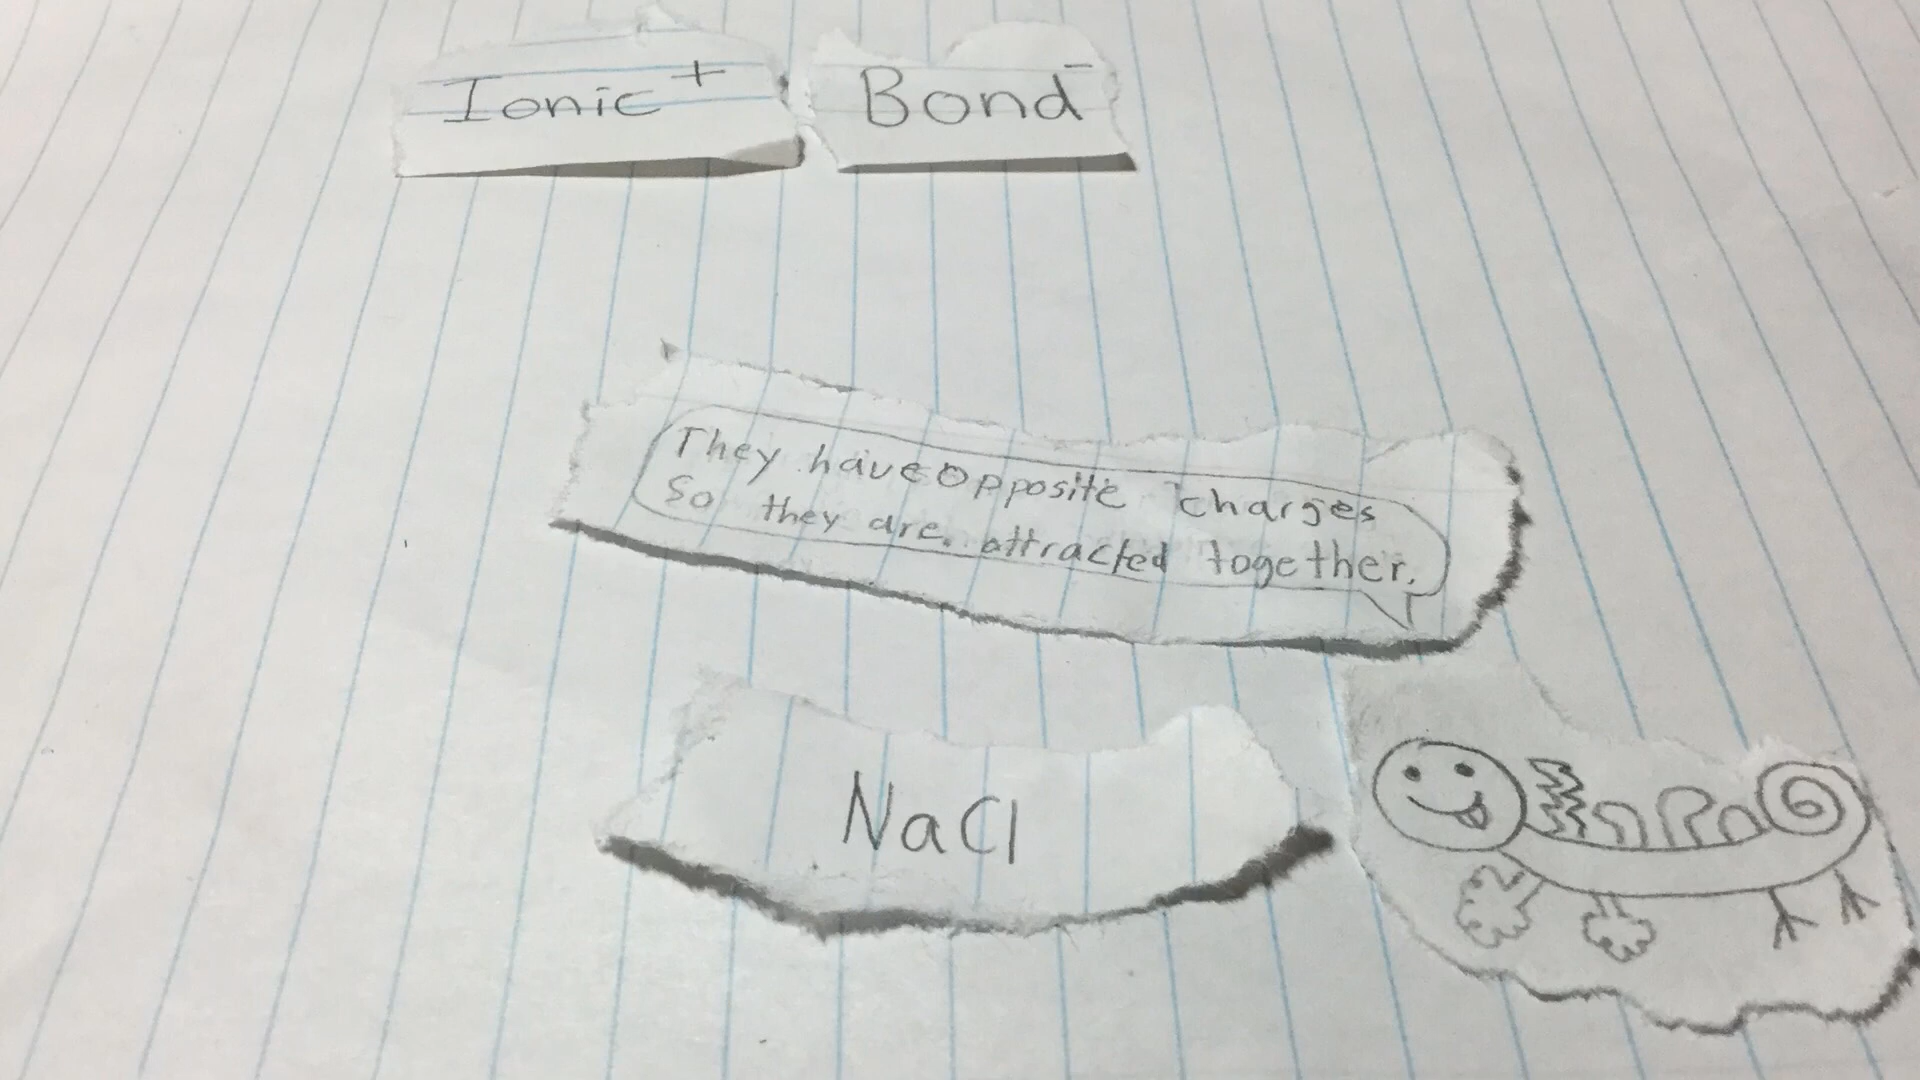 Ionic + Bond -
They have opposite charges
So they are. attracted together.
NaCl